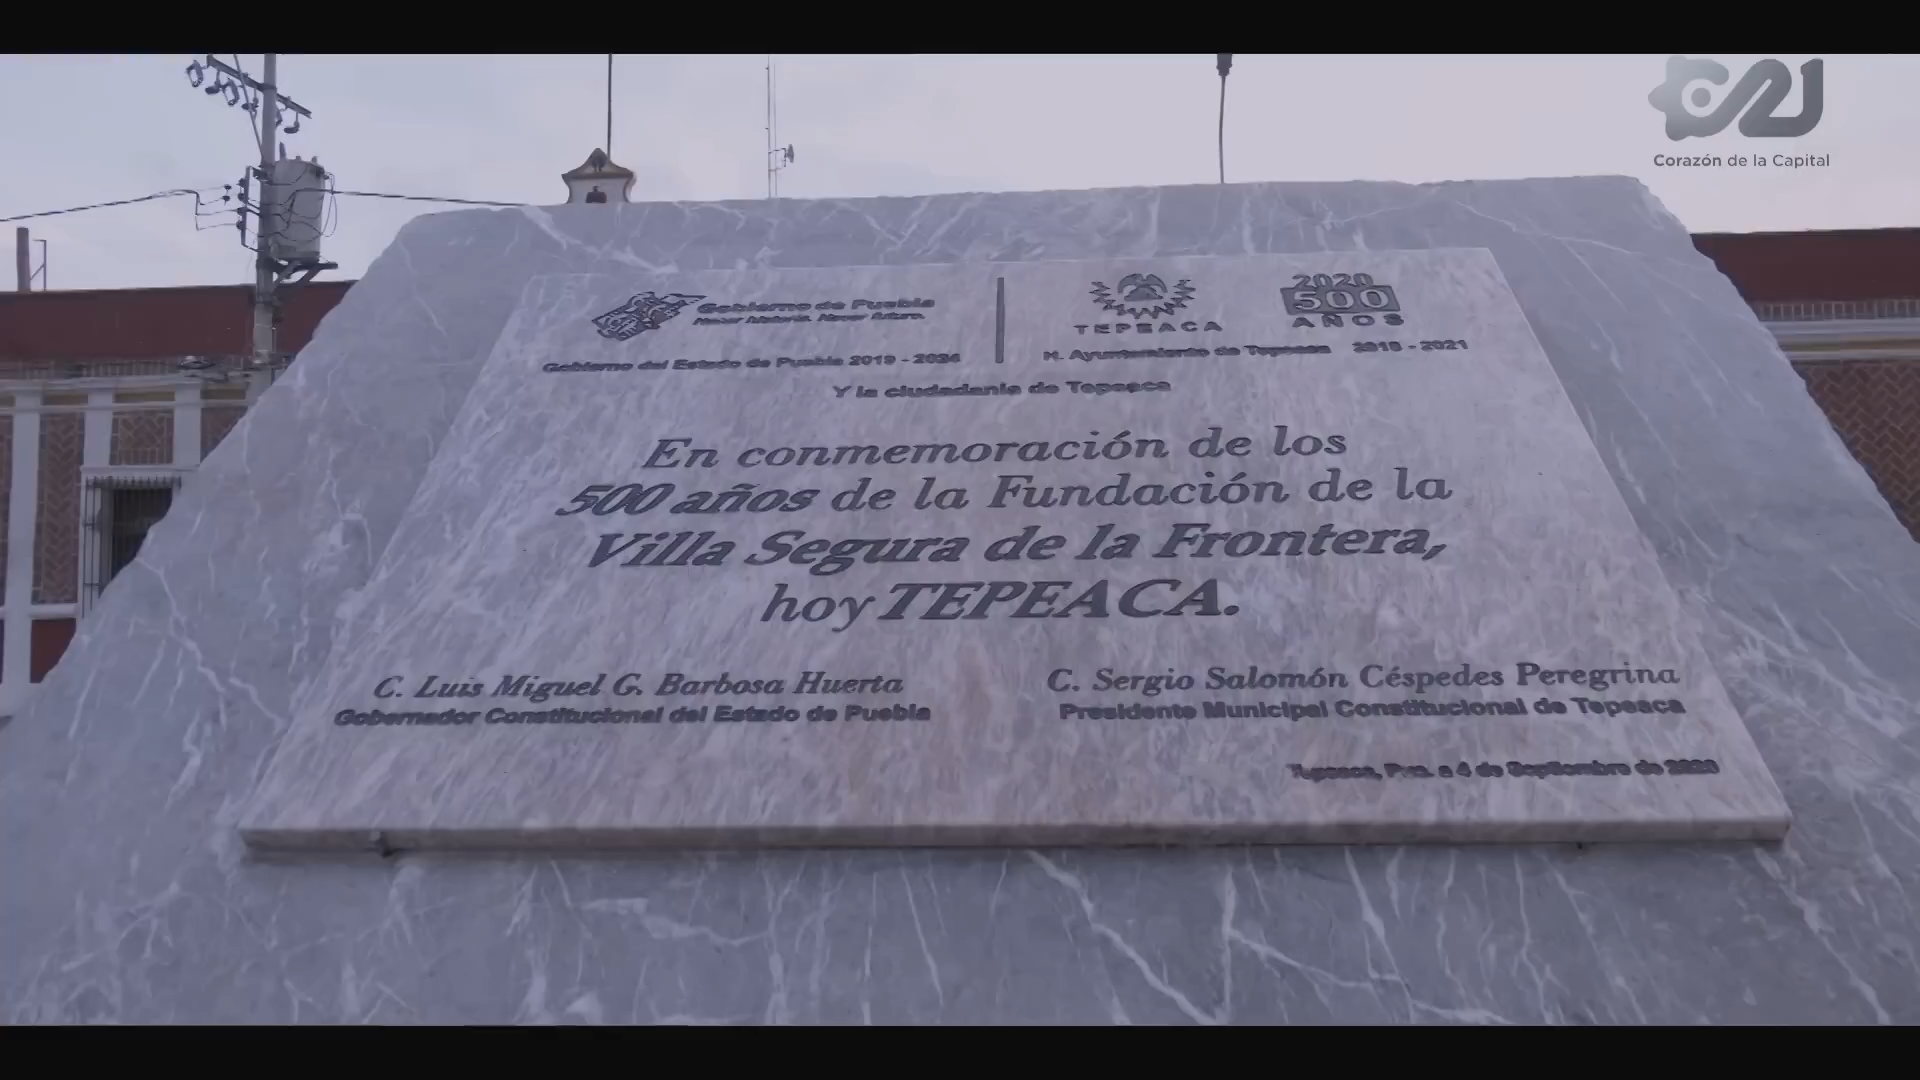 C21
Corazón de la Capital
Gobierno de Puebla
Hacer historia. Hacer futuro.
Gobierno del Estado de Puebla 2019 - 2024
TEPEACA
2020
500
AÑOS
H. Ayuntamiento de Tepeaca 2018 - 2021
Y la ciudadanía de Tepeaca
En conmemoración de los
500 años de la Fundación de la
Villa Segura de la Frontera,
hoy TEPEACA.
C. Luis Miguel G. Barbosa Huerta
Gobernador Constitucional del Estado de Puebla
C. Sergio Salomón Céspedes Peregrina
Presidente Municipal Constitucional de Tepeaca
Tepeaca, Pue. a 4 de Septiembre de 2020